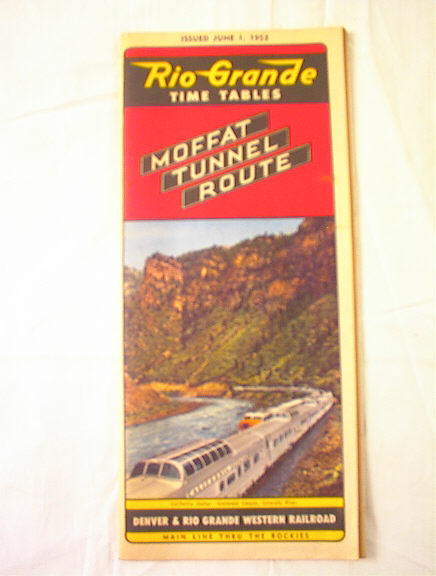 ISSUED JUNE 1, 1953
Rio Grande
TIME TABLES
MOFFAT
TUNNEL
ROUTE
DENVER & RIO GRANDE WESTERN RAILROAD
MAIN LINE THRU THE ROCKIES